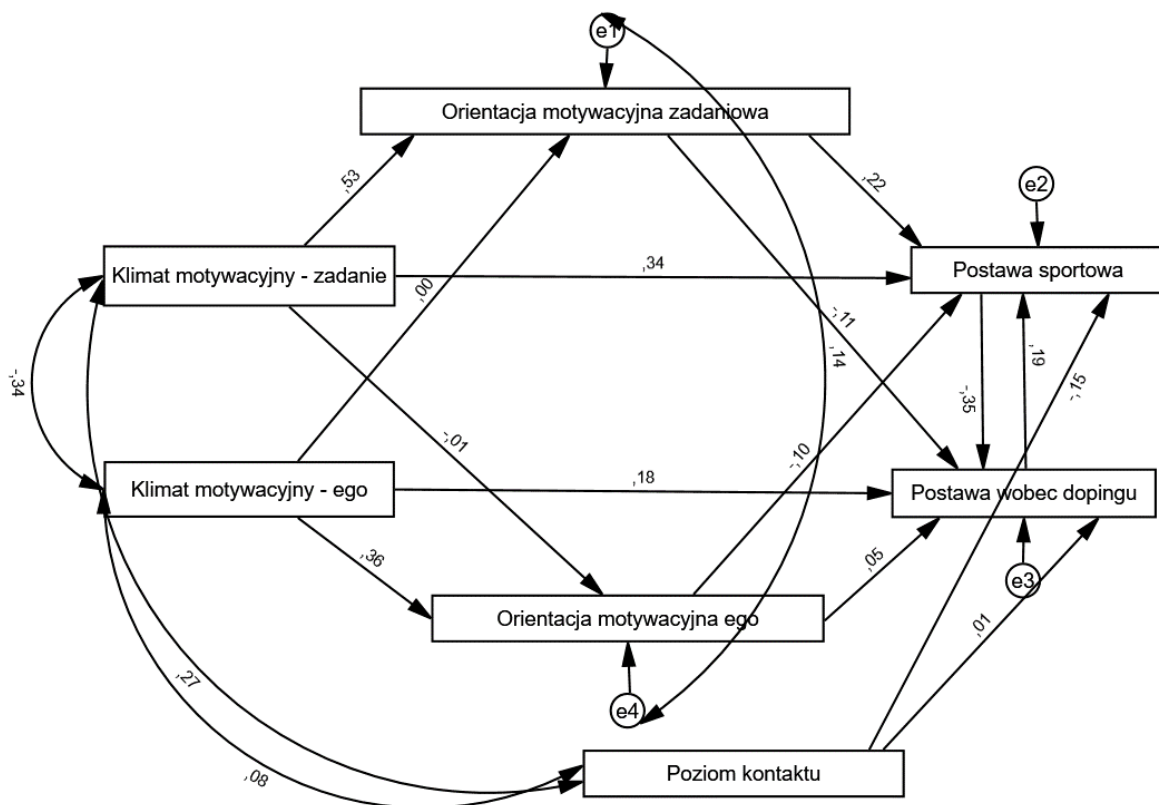 e1
Orientacja motywacyjna zadaniowa
,53
,22
e2
Klimat motywacyjny - zadanie
,34
Postawa sportowa
,00
-,11
,14
-,34
,19
-,15
-,35
-,01
-,10
Klimat motywacyjny - ego
,18
Postawa wobec dopingu
,36
,05
e3
Orientacja motywacyjna ego
,01
,27
e4
,08
Poziom kontaktu